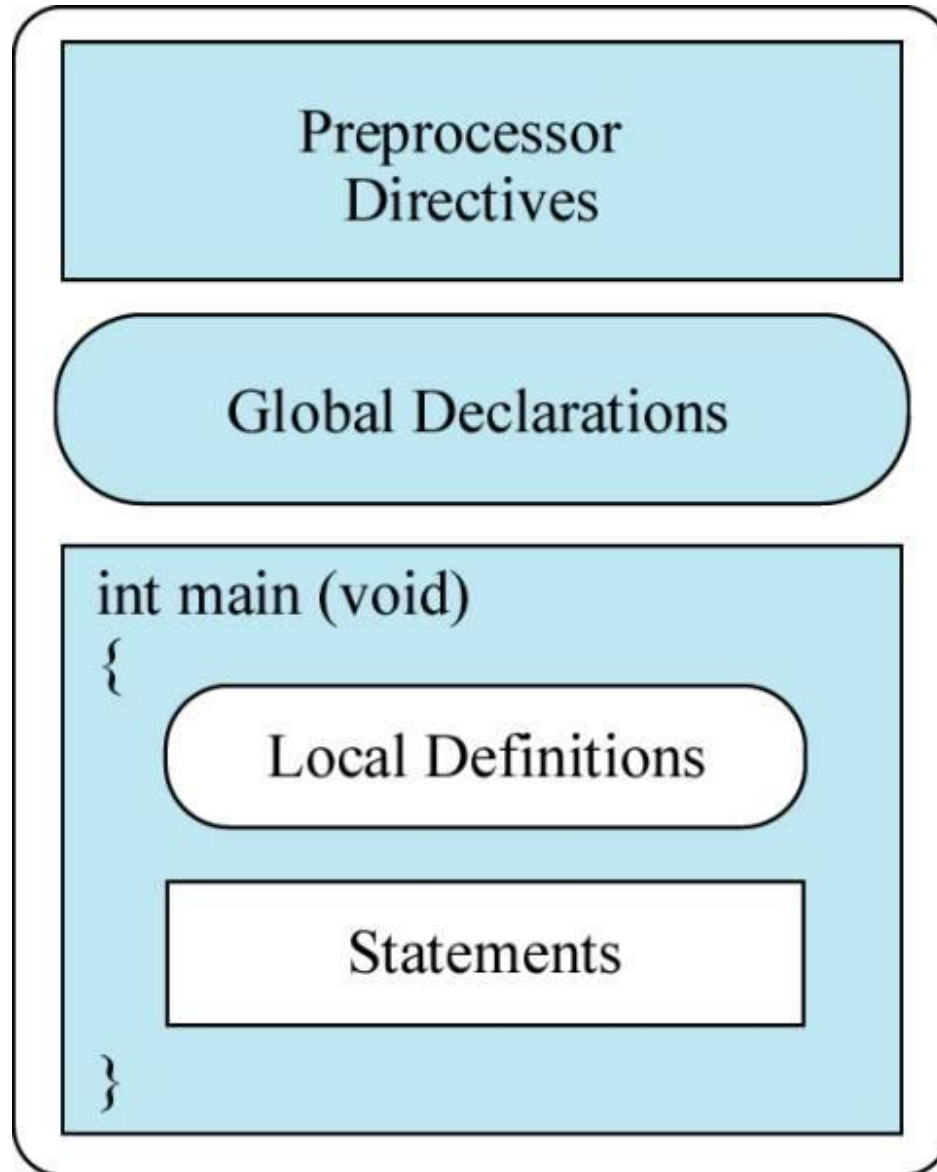 Preprocessor
Directives
Global Declarations
int main (void)
{
Local Definitions
Statements
}